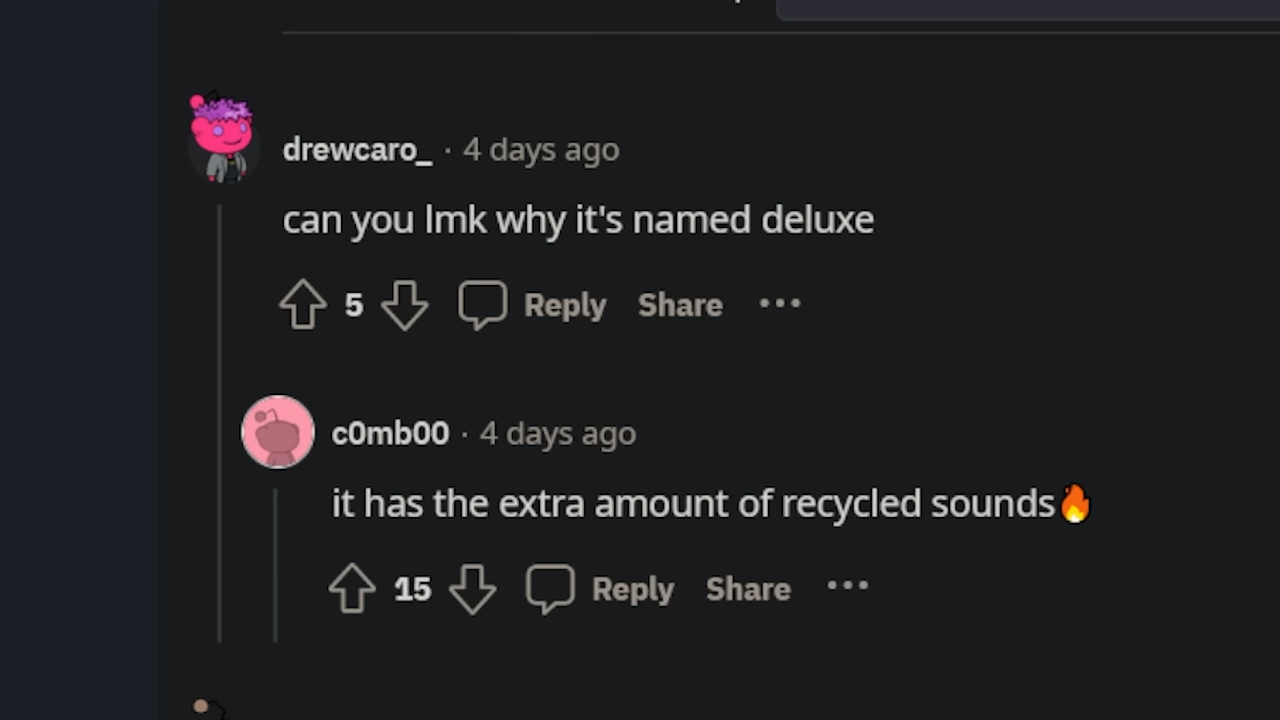 drewcaro_ · 4 days ago
can you lmk why it's named deluxe
5 Reply Share •••
c0mb00 · 4 days ago
it has the extra amount of recycled sounds🔥
15 Reply Share •••